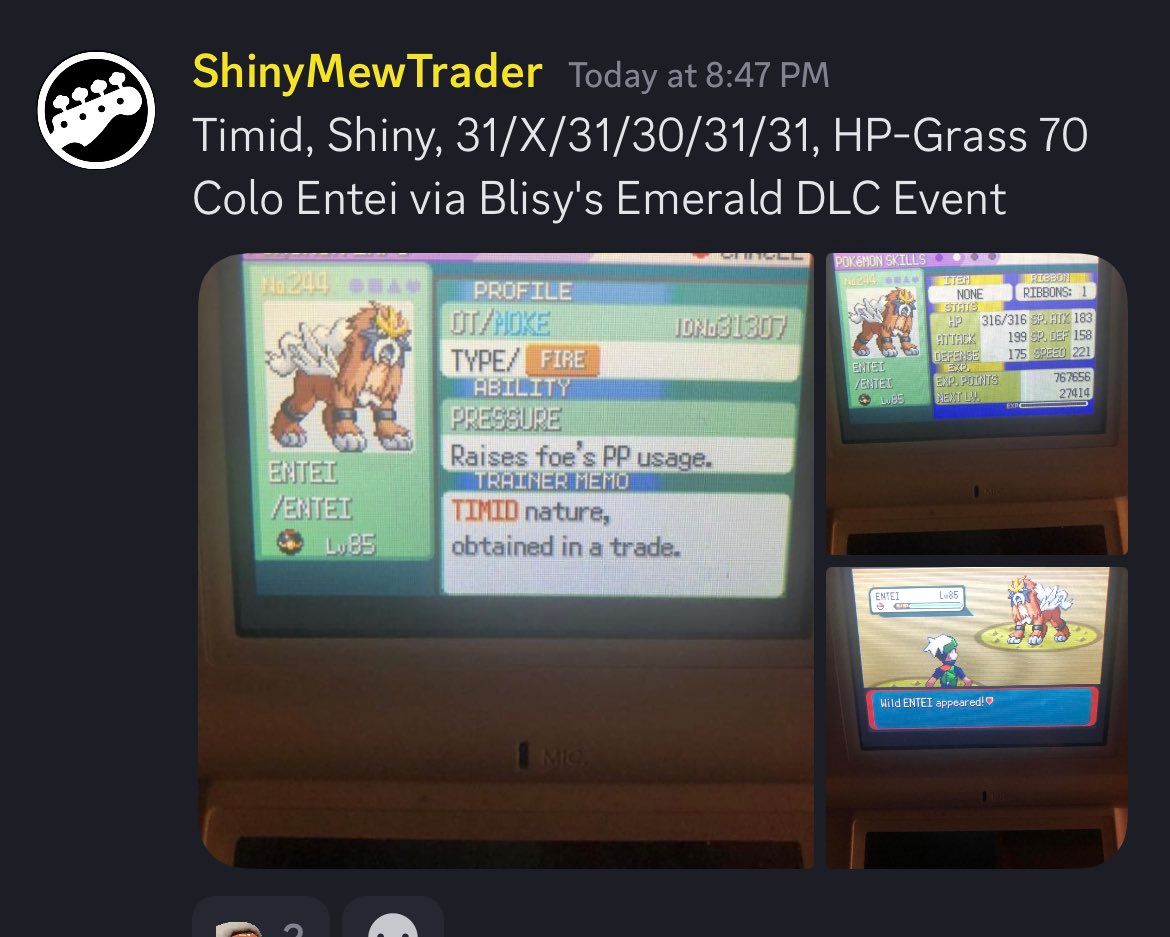 ShinyMewTrader Today at 8:47 PM
Timid, Shiny, 31/X/31/30/31/31, HP-Grass 70
Colo Entei via Blisy's Emerald DLC Event
CANCEL
No244
PROFILE
OT/MOKE IDNo31307
TYPE/ FIRE
ABILITY
PRESSURE
Raises foe's PP usage.
TRAINER MEMO
TIMID nature,
obtained in a trade.
ENTEI
/ENTEI
Lv85
MIC.
POKéMON SKILLS
No244
ITEM RIBBON
NONE RIBBONS: 1
STATS
HP 316/316 SP. ATK 183
ATTACK 199 SP. DEF 158
DEFENSE 175 SPEED 221
EXP.
EXP. POINTS 767656
NEXT LV. 27414
EXP
ENTEI
/ENTEI
Lv85
ENTEI Lv85
Wild ENTEI appeared!
2